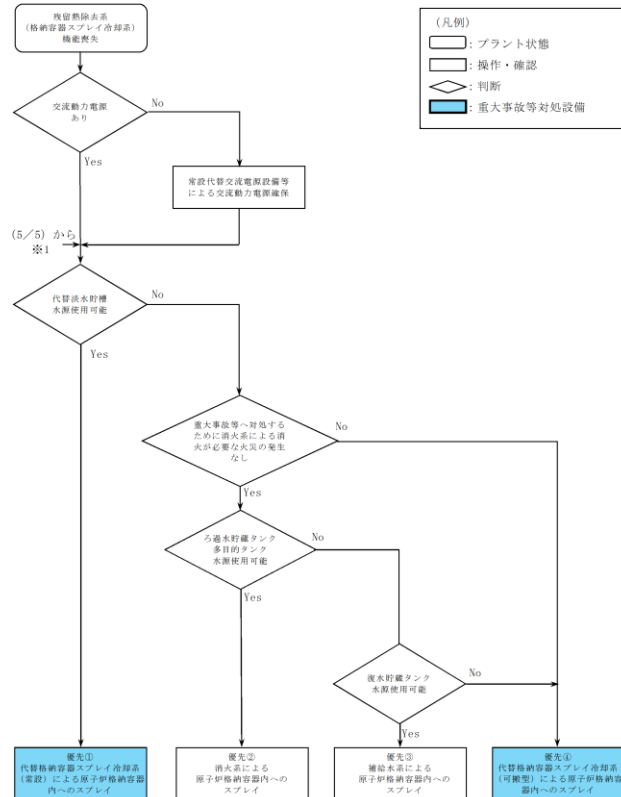 残留熱除去系
(格納容器スプレイ冷却系)
機能喪失
(凡例)
: プラント状態
: 操作・確認
: 判断
: 重大事故等対処設備
交流動力電源
あり
No
Yes
常設代替交流電源設備等
による交流動力電源確保
(5/5) から
※1
代替淡水貯槽
水源使用可能
No
Yes
重大事故等へ対処する
ために消火系による消
火が必要な火災の発生
なし
No
Yes
ろ過水貯蔵タンク
多目的タンク
水源使用可能
No
Yes
復水貯蔵タンク
水源使用可能
No
Yes
優先①
代替格納容器スプレイ冷却系
(常設)による原子炉格納容器
内へのスプレイ
優先②
消火系による
原子炉格納容器内への
スプレイ
優先③
補給水系による
原子炉格納容器内への
スプレイ
優先④
代替格納容器スプレイ冷却系
(可搬型)による原子炉格納容
器内へのスプレイ